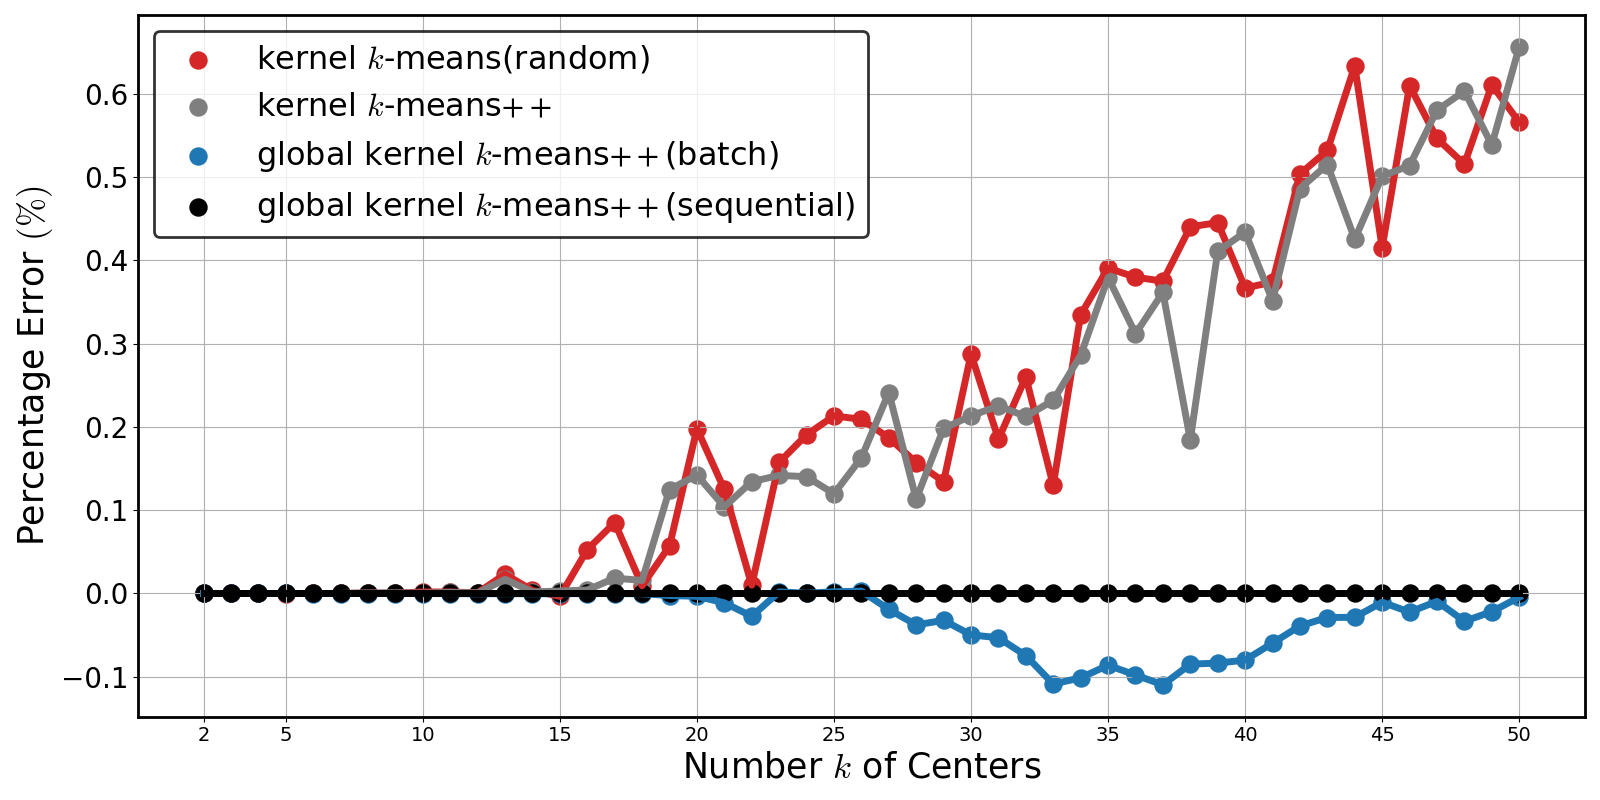 kernel k-means(random)
kernel k-means++
global kernel k-means++(batch)
global kernel k-means++(sequential)
Percentage Error (%)
0.6
0.5
0.4
0.3
0.2
0.1
0.0
−0.1
2 5 10 15 20 25 30 35 40 45 50
Number k of Centers